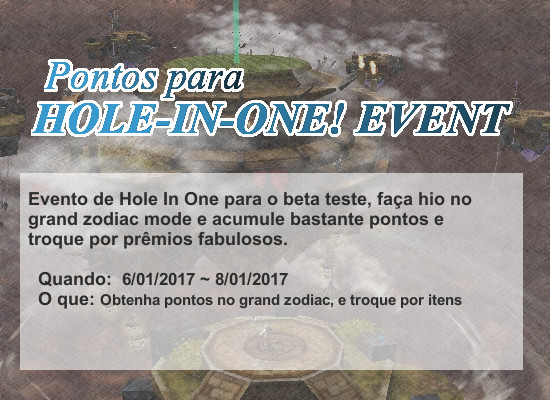 Pontos para
HOLE-IN-ONE! EVENT
Evento de Hole In One para o beta teste, faça hio no
grand zodiac mode e acumule bastante pontos e
troque por prêmios fabulosos.
Quando: 6/01/2017 ~ 8/01/2017
O que: Obtenha pontos no grand zodiac, e troque por itens